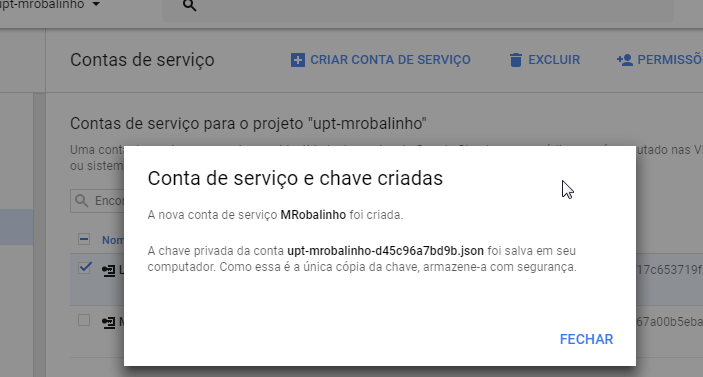 upt-mrobalinho
Contas de serviço
CRIAR CONTA DE SERVIÇO
EXCLUIR
PERMISSÕ
Contas de serviço para o projeto "upt-mrobalinho"
Uma cont
utado nas V
ou sistem
Encor
Nom
Conta de serviço e chave criadas
A nova conta de serviço MRobalinho foi criada.
A chave privada da conta upt-mrobalinho-d45c96a7bd9b.json foi salva em seu
computador. Como essa é a única cópia da chave, armazene-a com segurança.
L
17c653719f
M
67a00b5eba
FECHAR